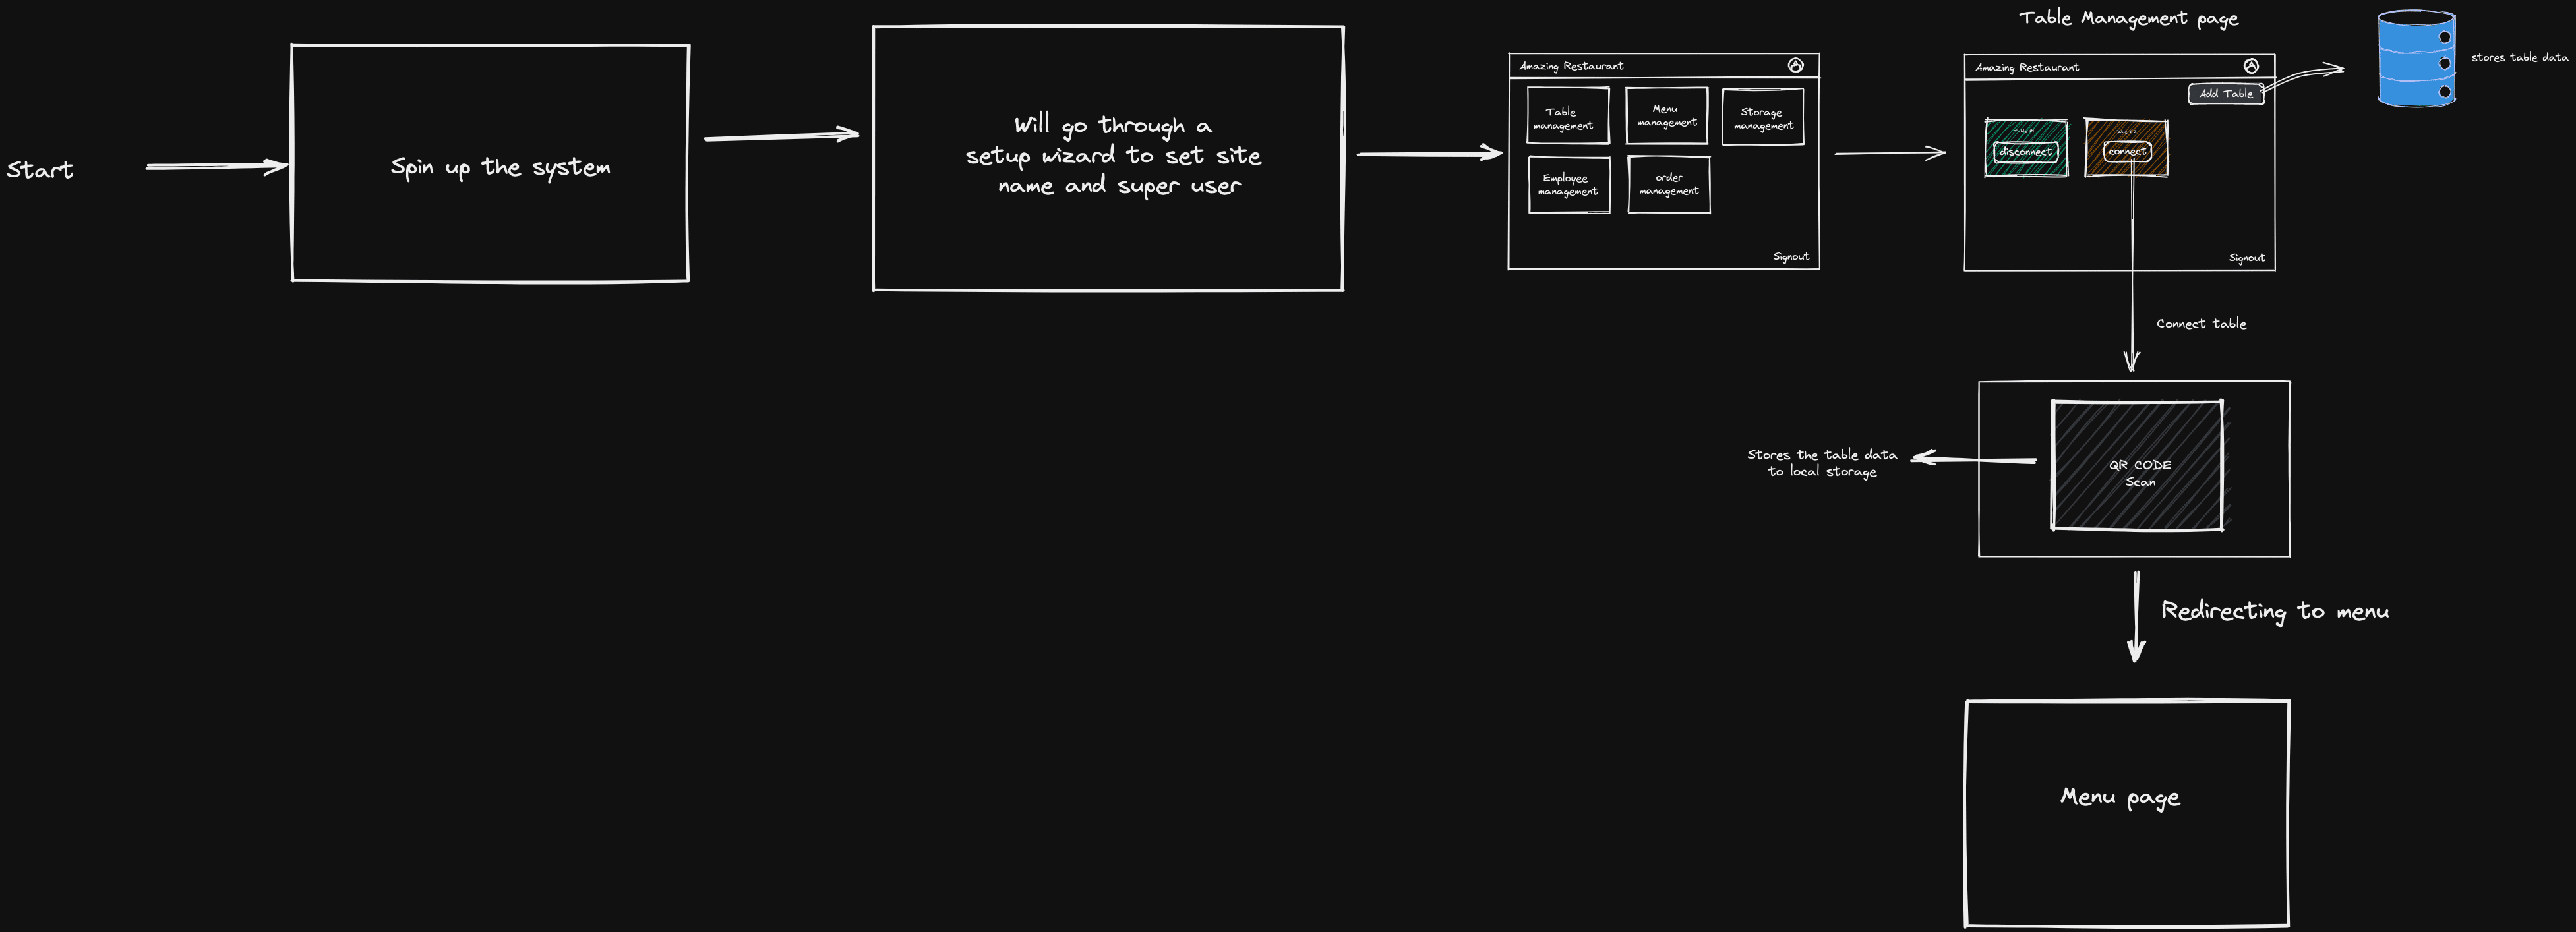 Start
Spin up the system
Will go through a
setup wizard to set site
name and super user
Amazing Restaurant
Table
management
Menu
management
Storage
management
Employee
management
order
management
Signout
Table Management page
Amazing Restaurant
Add Table
Table #1
disconnect
Table #2
connect
Signout
stores table data
Connect table
QR CODE
Scan
Stores the table data
to local storage
Redirecting to menu
Menu page